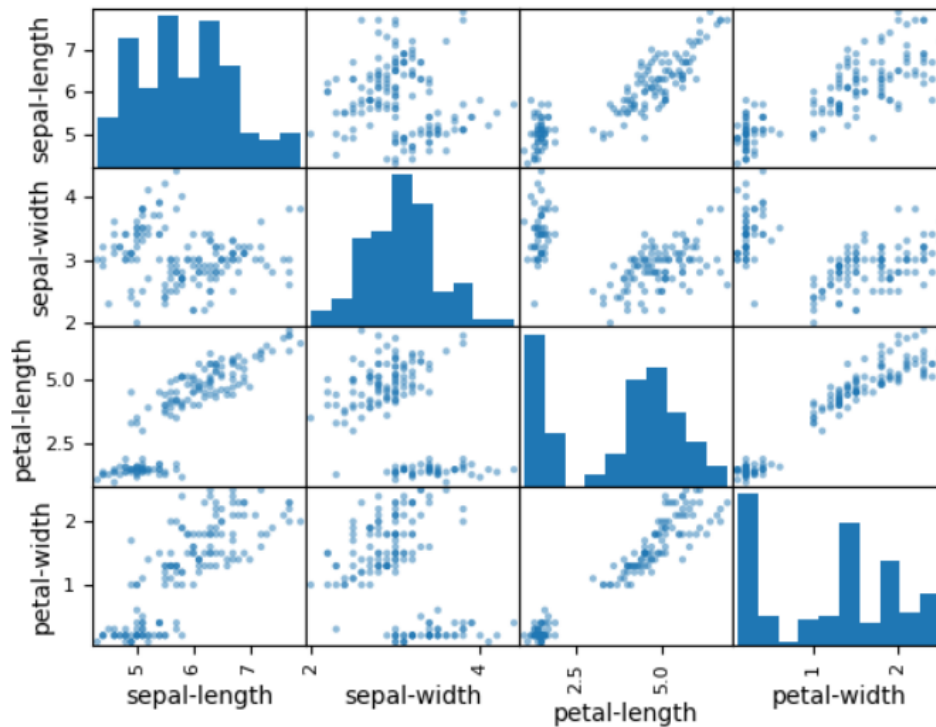 sepal-length
7
6
5
sepal-width
4
3
2
petal-length
5.0
2.5
petal-width
2
1
5 6 7 2 4 2.5 5.0 1 2
sepal-length sepal-width petal-length petal-width